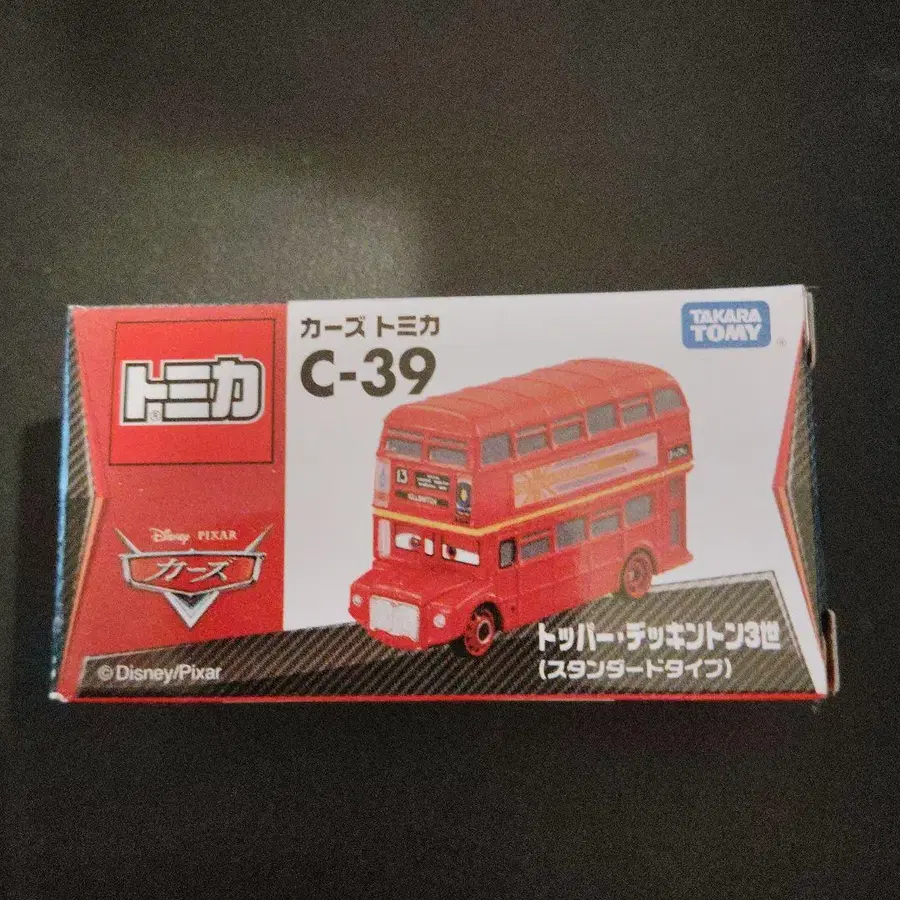 カーズ トミカ
C-39
TAKARA
TOMY
®
トミカ
®
Disney PIXAR
カーズ
13
トッパー・デッキントン3世
(スタンダードタイプ)
© Disney/Pixar